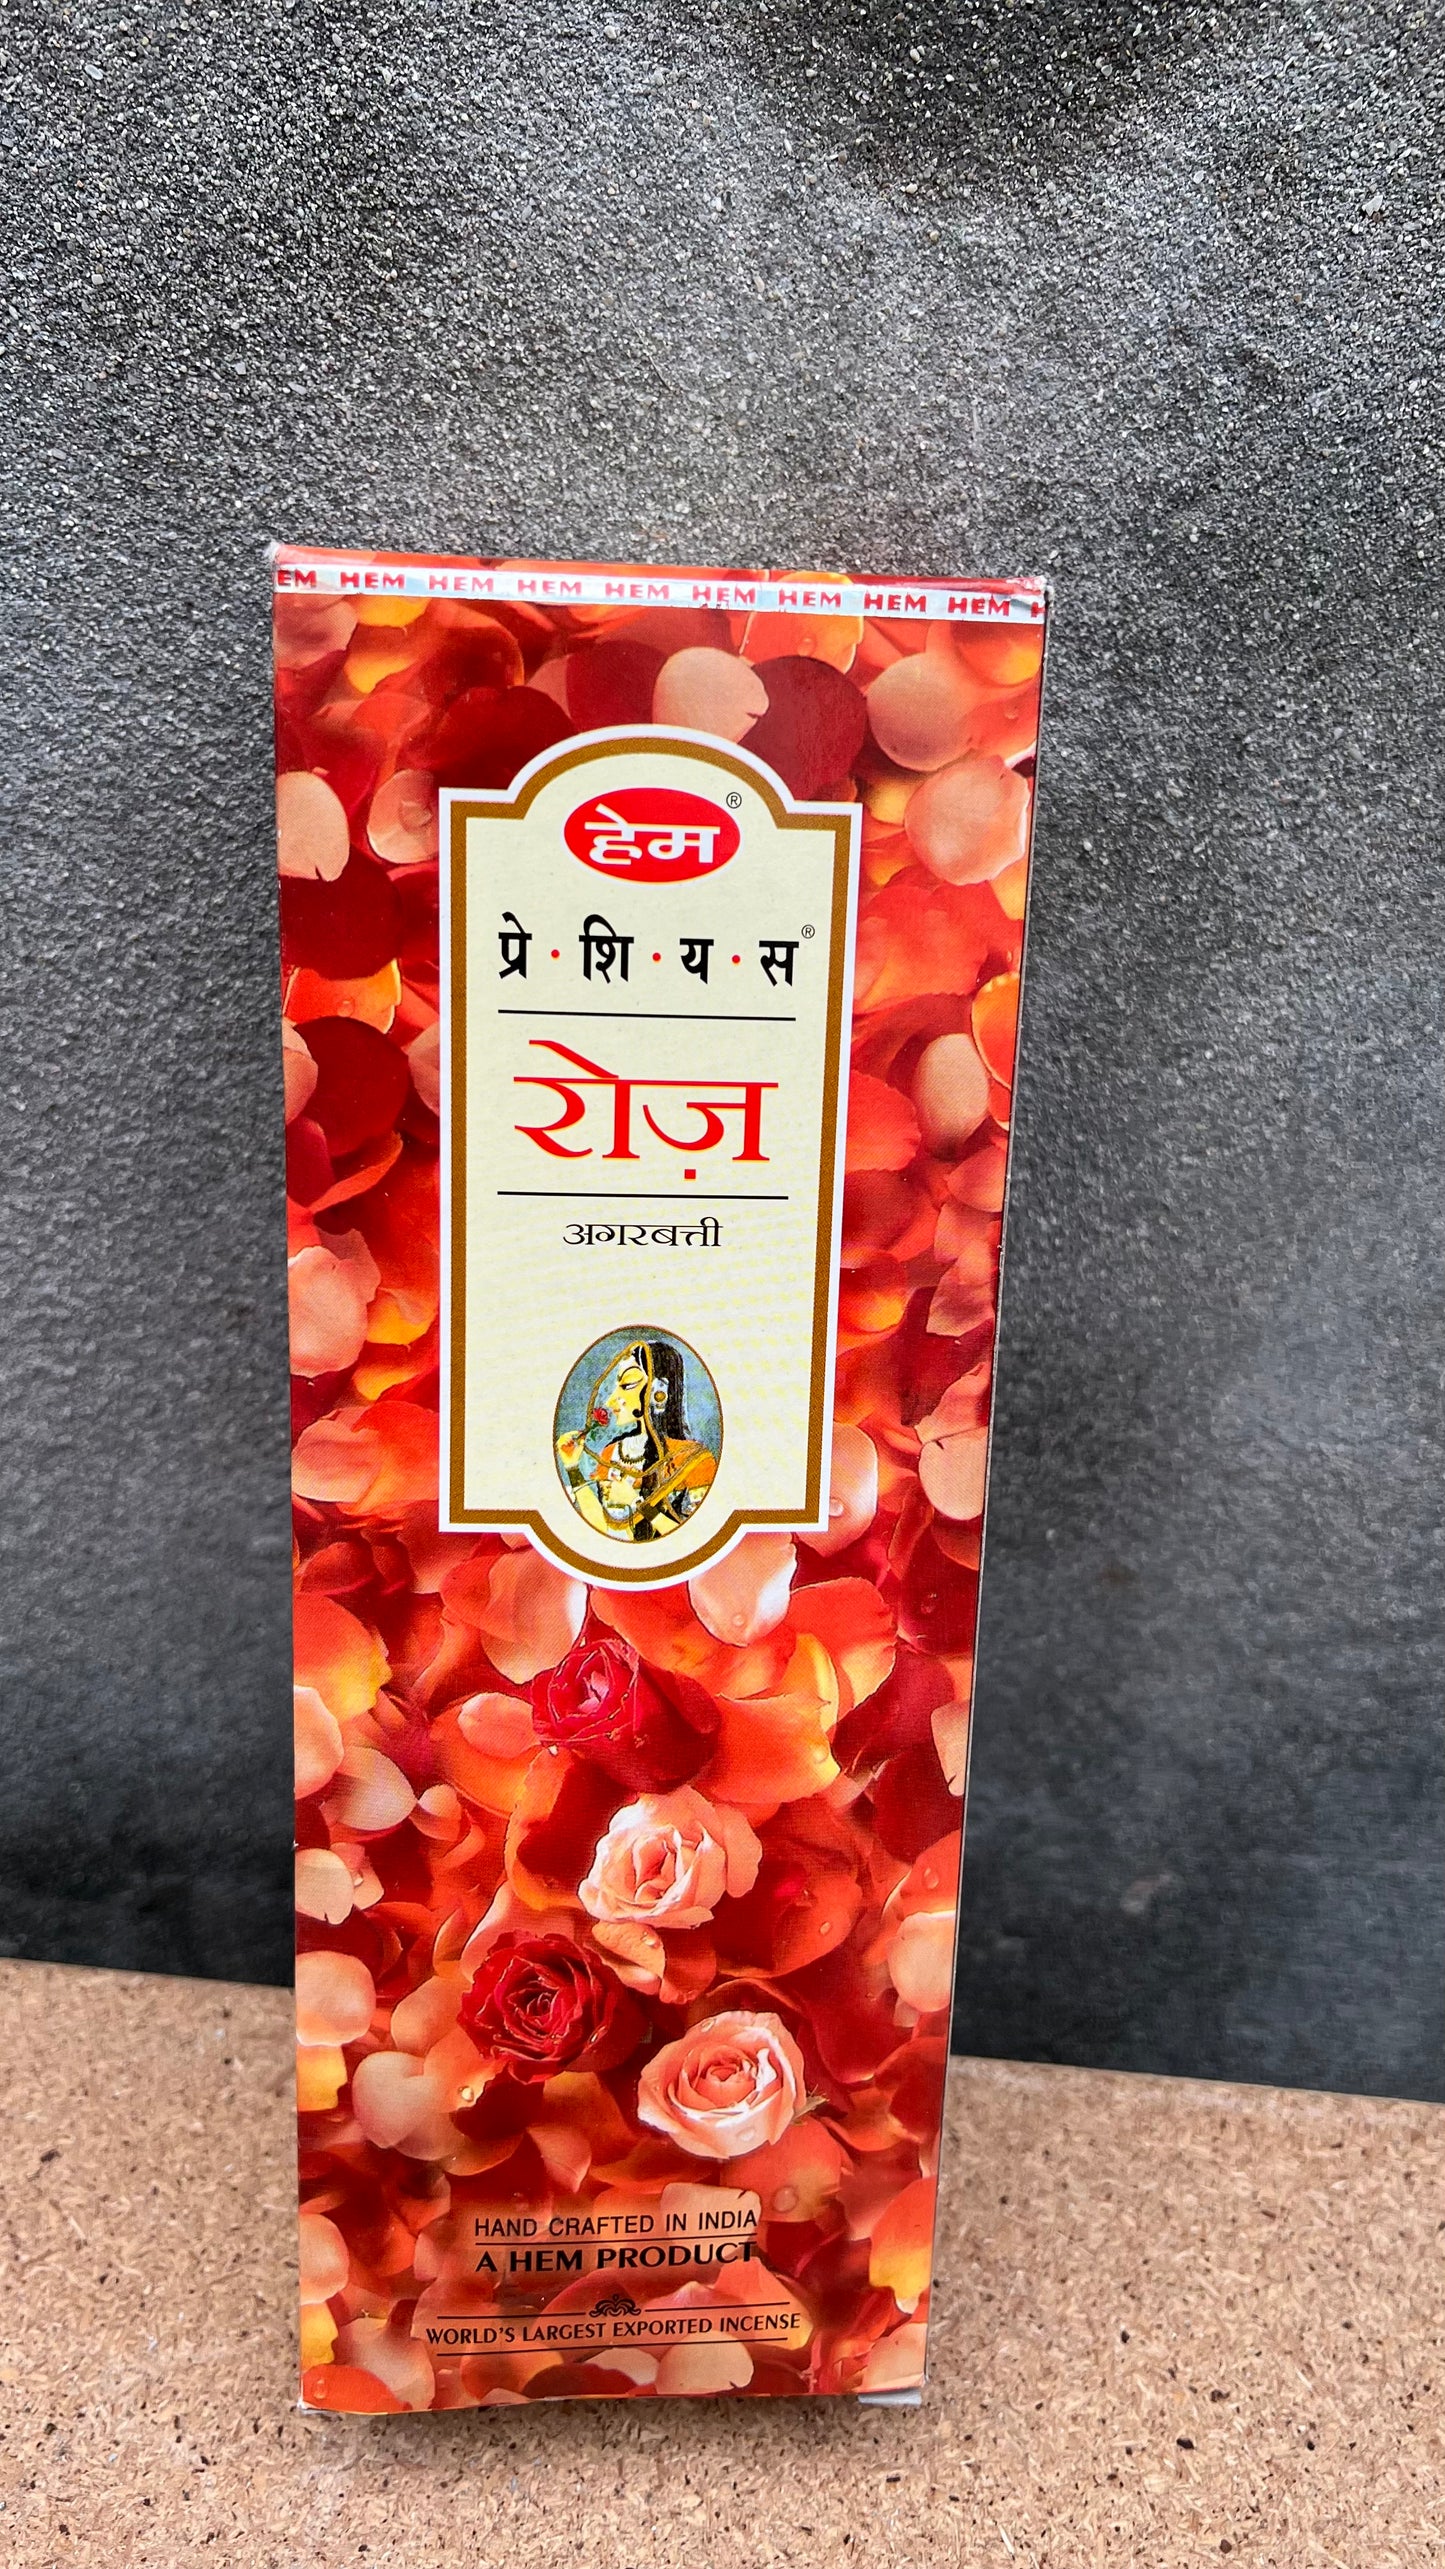 EM HEM HEM HEM HEM HEM HEM HEM HEM H
हेम®
प्रे·शि·य·स®
रोज़
अगरबत्ती
HAND CRAFTED IN INDIA
A HEM PRODUCT
WORLD'S LARGEST EXPORTED INCENSE